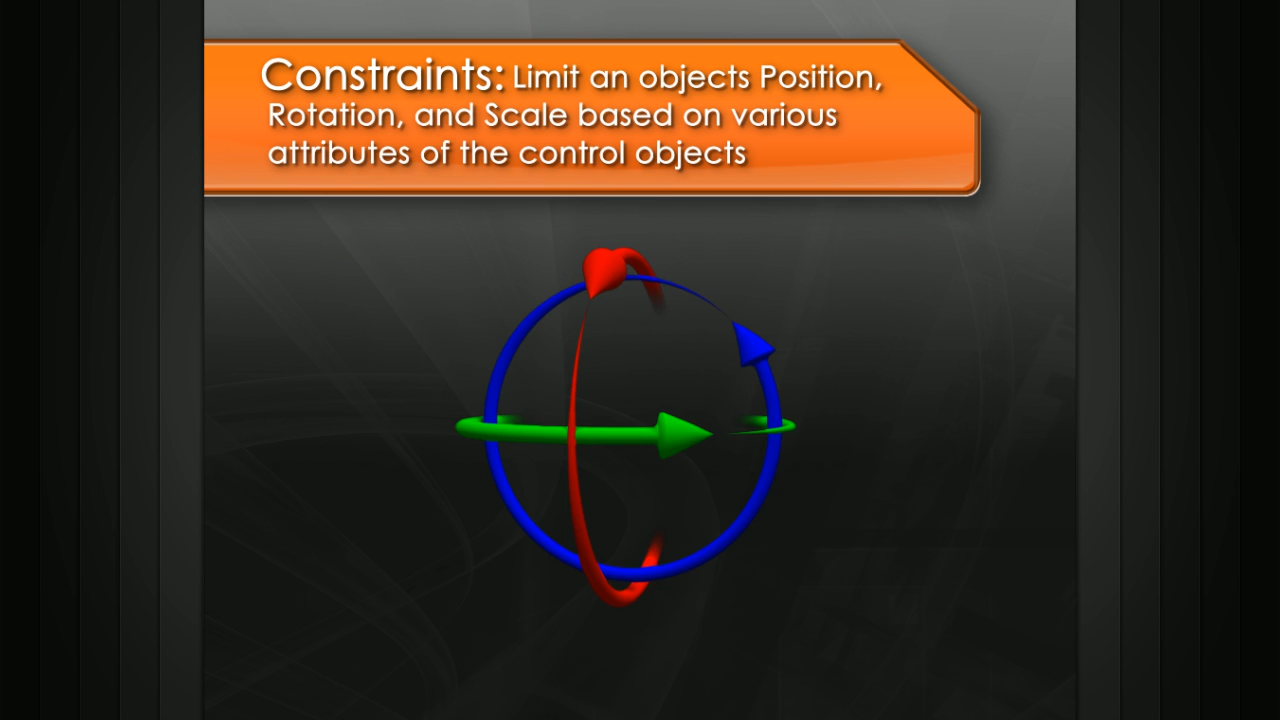 Constraints: Limit an objects Position,
Rotation, and Scale based on various
attributes of the control objects